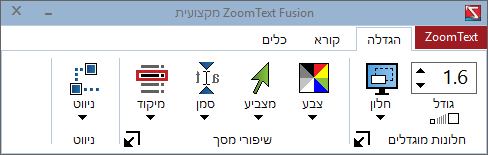 ZoomText Fusion מקצועית
ZoomText הגדלה קורא כלים
1.6
גודל חלון צבע מצביע סמן מיקוד ניווט
חלונות מוגדלים שיפורי מסך ניווט